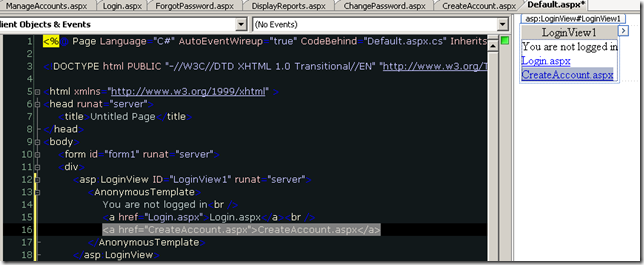 ManageAccounts.aspx Login.aspx ForgotPassword.aspx DisplayReports.aspx ChangePassword.aspx CreateAccount.aspx Default.aspx*
lient Objects & Events (No Events)
1 <% Page Language="C#" AutoEventWireup="true" CodeBehind="Default.aspx.cs" Inherits
2
3 DOCTYPE html PUBLIC "-//W3C//DTD XHTML 1.0 Transitional//EN" "http://www.w3.org/T
4
5 html xmlns="http://www.w3.org/1999/xhtml"
6 head runat "server"
7 title Untitled Page /title
8 /head
9 body
10 form id "form1" runat "server"
11 div
12 asp LoginView ID="LoginView1" runat="server"
13 AnonymousTemplate
14 You are not logged in br /
15 a href="Login.aspx" Login.aspx /a br /
16 <a href="CreateAccount.aspx">CreateAccount.aspx</a>
17 /AnonymousTemplate
18 /asp LoginView
asp:LoginView#LoginView1
LoginView1
You are not logged in
Login.aspx
CreateAccount.aspx